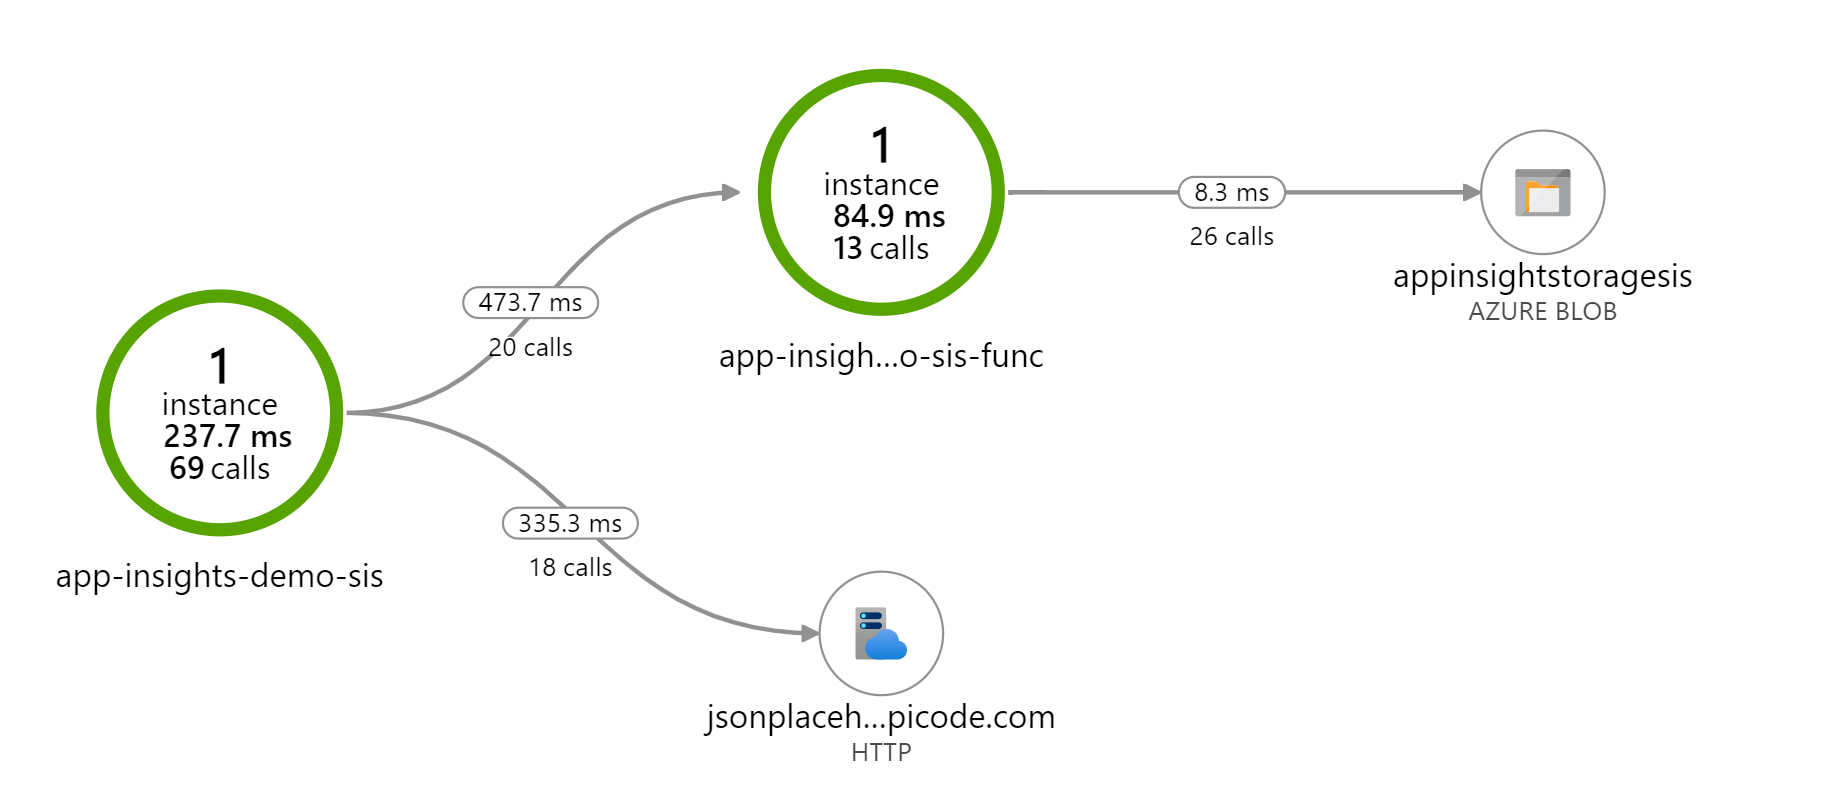 1
instance
237.7 ms
69 calls
app-insights-demo-sis
473.7 ms
20 calls
335.3 ms
18 calls
1
instance
84.9 ms
13 calls
app-insigh...o-sis-func
8.3 ms
26 calls
appinsightstoragesis
AZURE BLOB
jsonplaceh...picode.com
HTTP